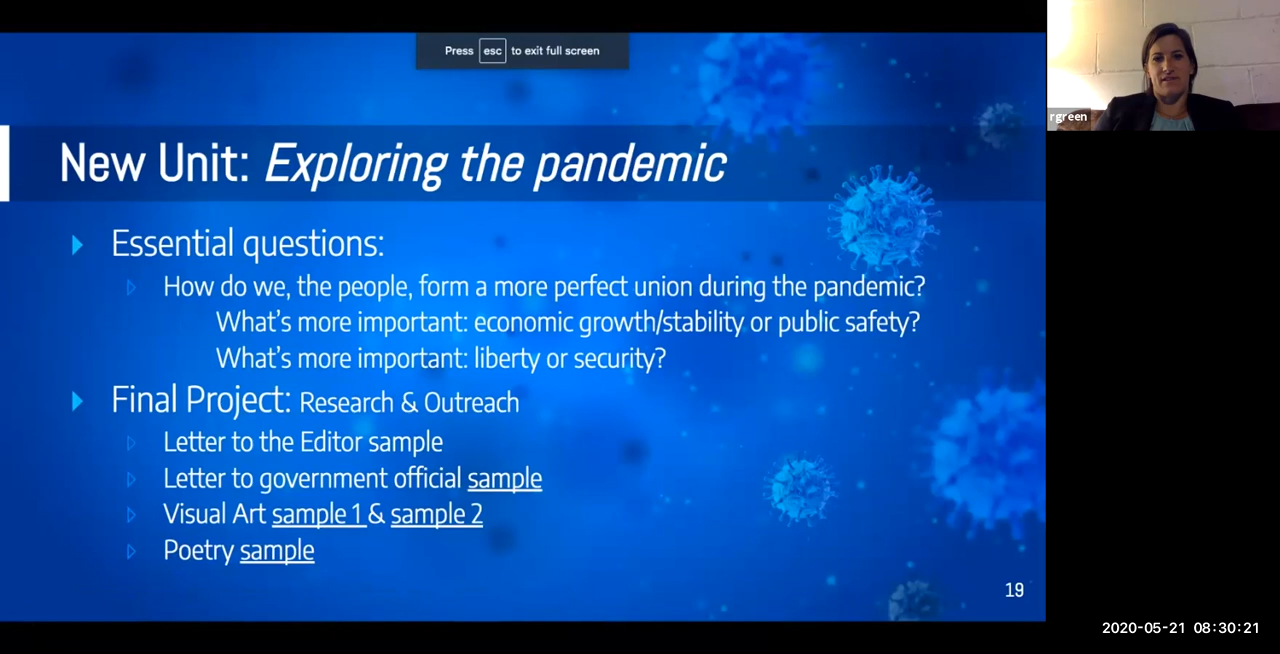 Press esc to exit full screen
rgreen
New Unit: Exploring the pandemic
Essential questions:
How do we, the people, form a more perfect union during the pandemic?
What's more important: economic growth/stability or public safety?
What's more important: liberty or security?
Final Project: Research & Outreach
Letter to the Editor sample
Letter to government official sample
Visual Art sample 1 & sample 2
Poetry sample
19
2020-05-21 08:30:21